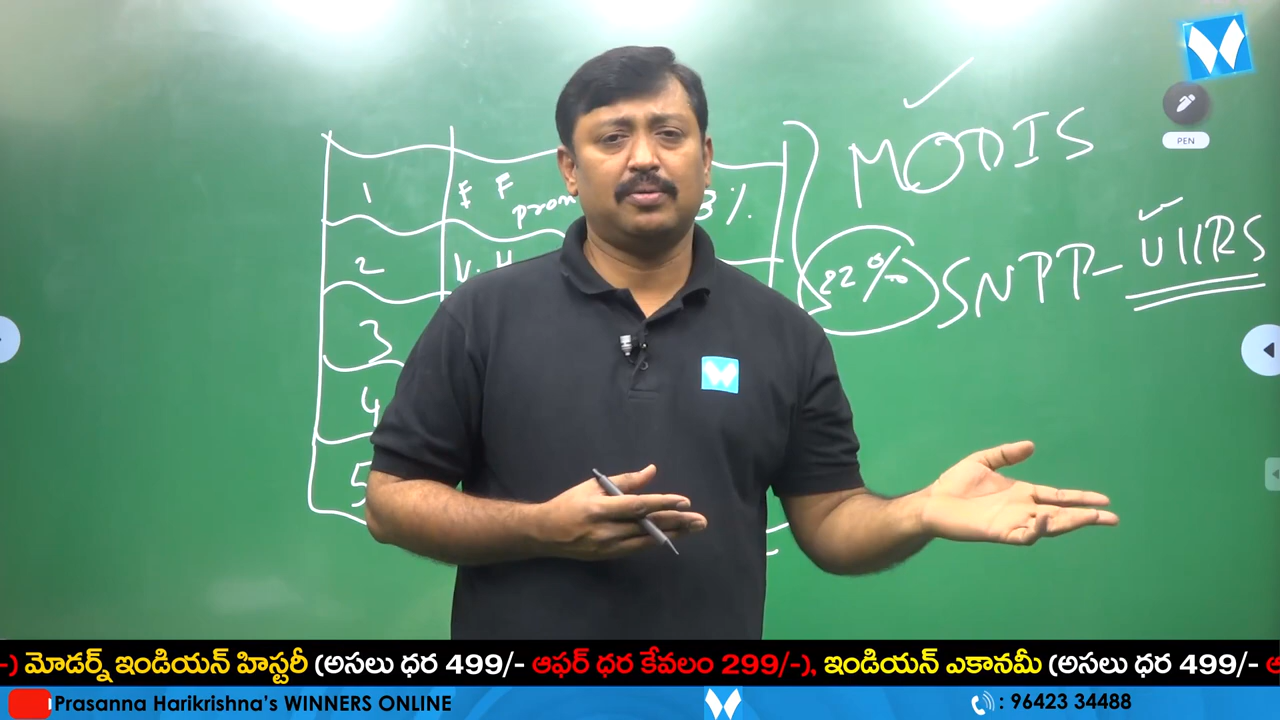 MODIS
PEN
1 F F prom 3%
22% SNPP-VIIRS
2 V. H
3
4
5
-) మోడర్న్ ఇండియన్ హిస్టరీ (అసలు ధర 499/- ఆఫర్ ధర కేవలం 299/-), ఇండియన్ ఎకానమీ (అసలు ధర 499/-
Prasanna Harikrishna's WINNERS ONLINE
: 96423 34488